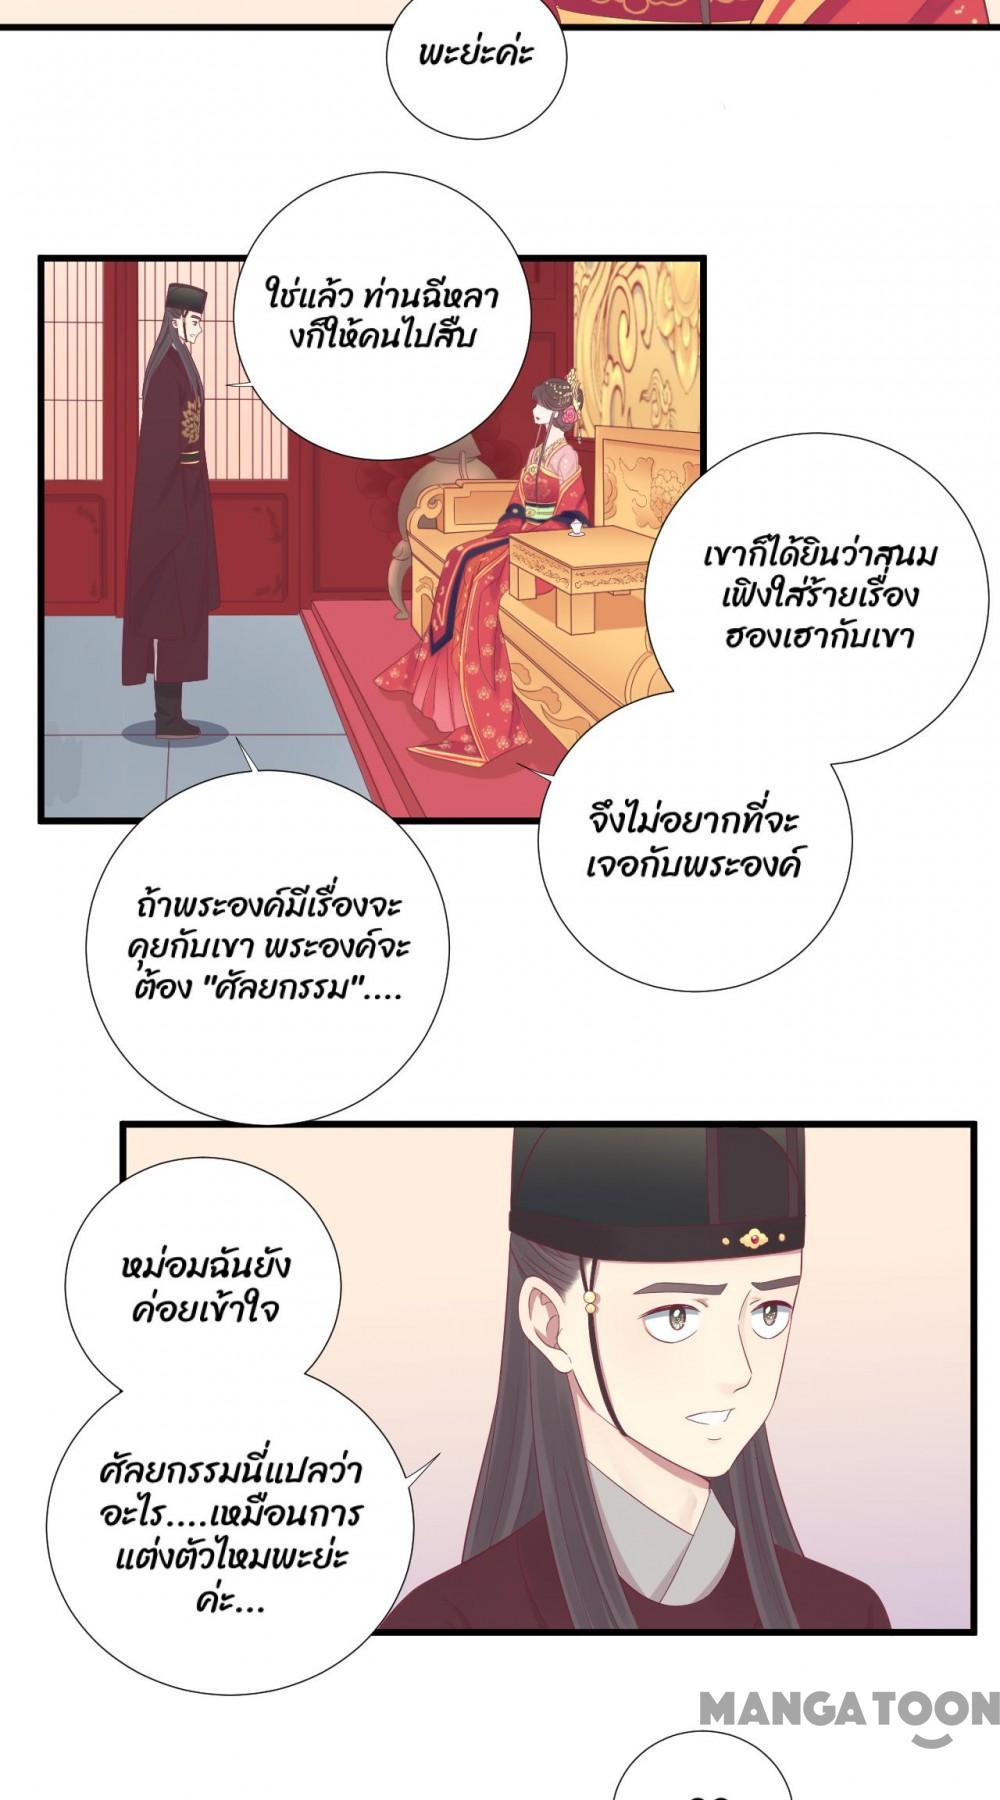 พะย่ะค่ะ
ใช่แล้ว ท่านฉีหลา
งก็ให้คนไปสืบ
เขาก็ได้ยินว่าสนม
เฟิงใส่ร้ายเรื่อง
ฮองเฮากับเขา
จึงไม่อยากที่จะ
เจอกับพระองค์
ถ้าพระองค์มีเรื่องจะ
คุยกับเขา พระองค์จะ
ต้อง "ศัลยกรรม"....
หม่อมฉันยัง
ค่อยเข้าใจ
ศัลยกรรมนี่แปลว่า
อะไร....เหมือนการ
แต่งตัวไหมพะย่ะ
ค่ะ...
MANGATOON